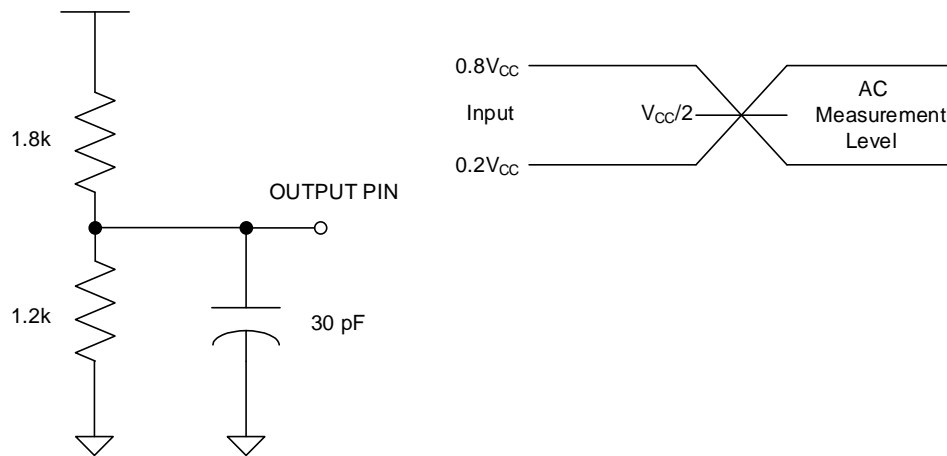 1.8k
OUTPUT PIN
1.2k
30 pF
0.8VCC
Input
VCC/2
0.2VCC
AC
Measurement
Level